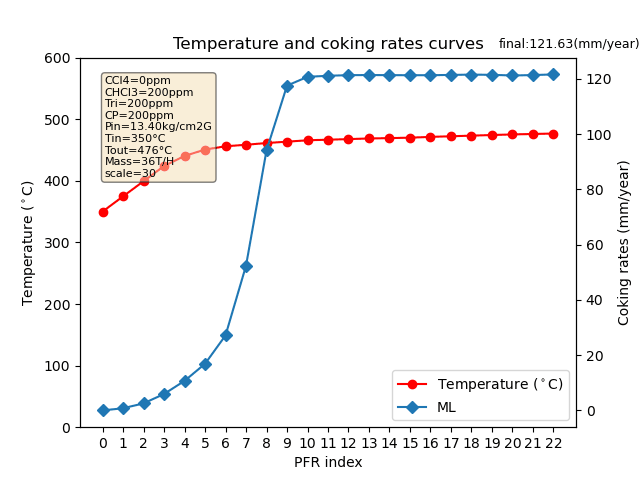 Temperature and coking rates curves
final:121.63(mm/year)
CCl4=0ppm
CHCl3=200ppm
Tri=200ppm
CP=200ppm
Pin=13.40kg/cm2G
Tin=350°C
Tout=476°C
Mass=36T/H
scale=30
Temperature (°C)
600
500
400
300
200
100
0
120
100
80
60
40
20
0
Coking rates (mm/year)
Temperature (°C)
ML
0 1 2 3 4 5 6 7 8 9 10 11 12 13 14 15 16 17 18 19 20 21 22
PFR index